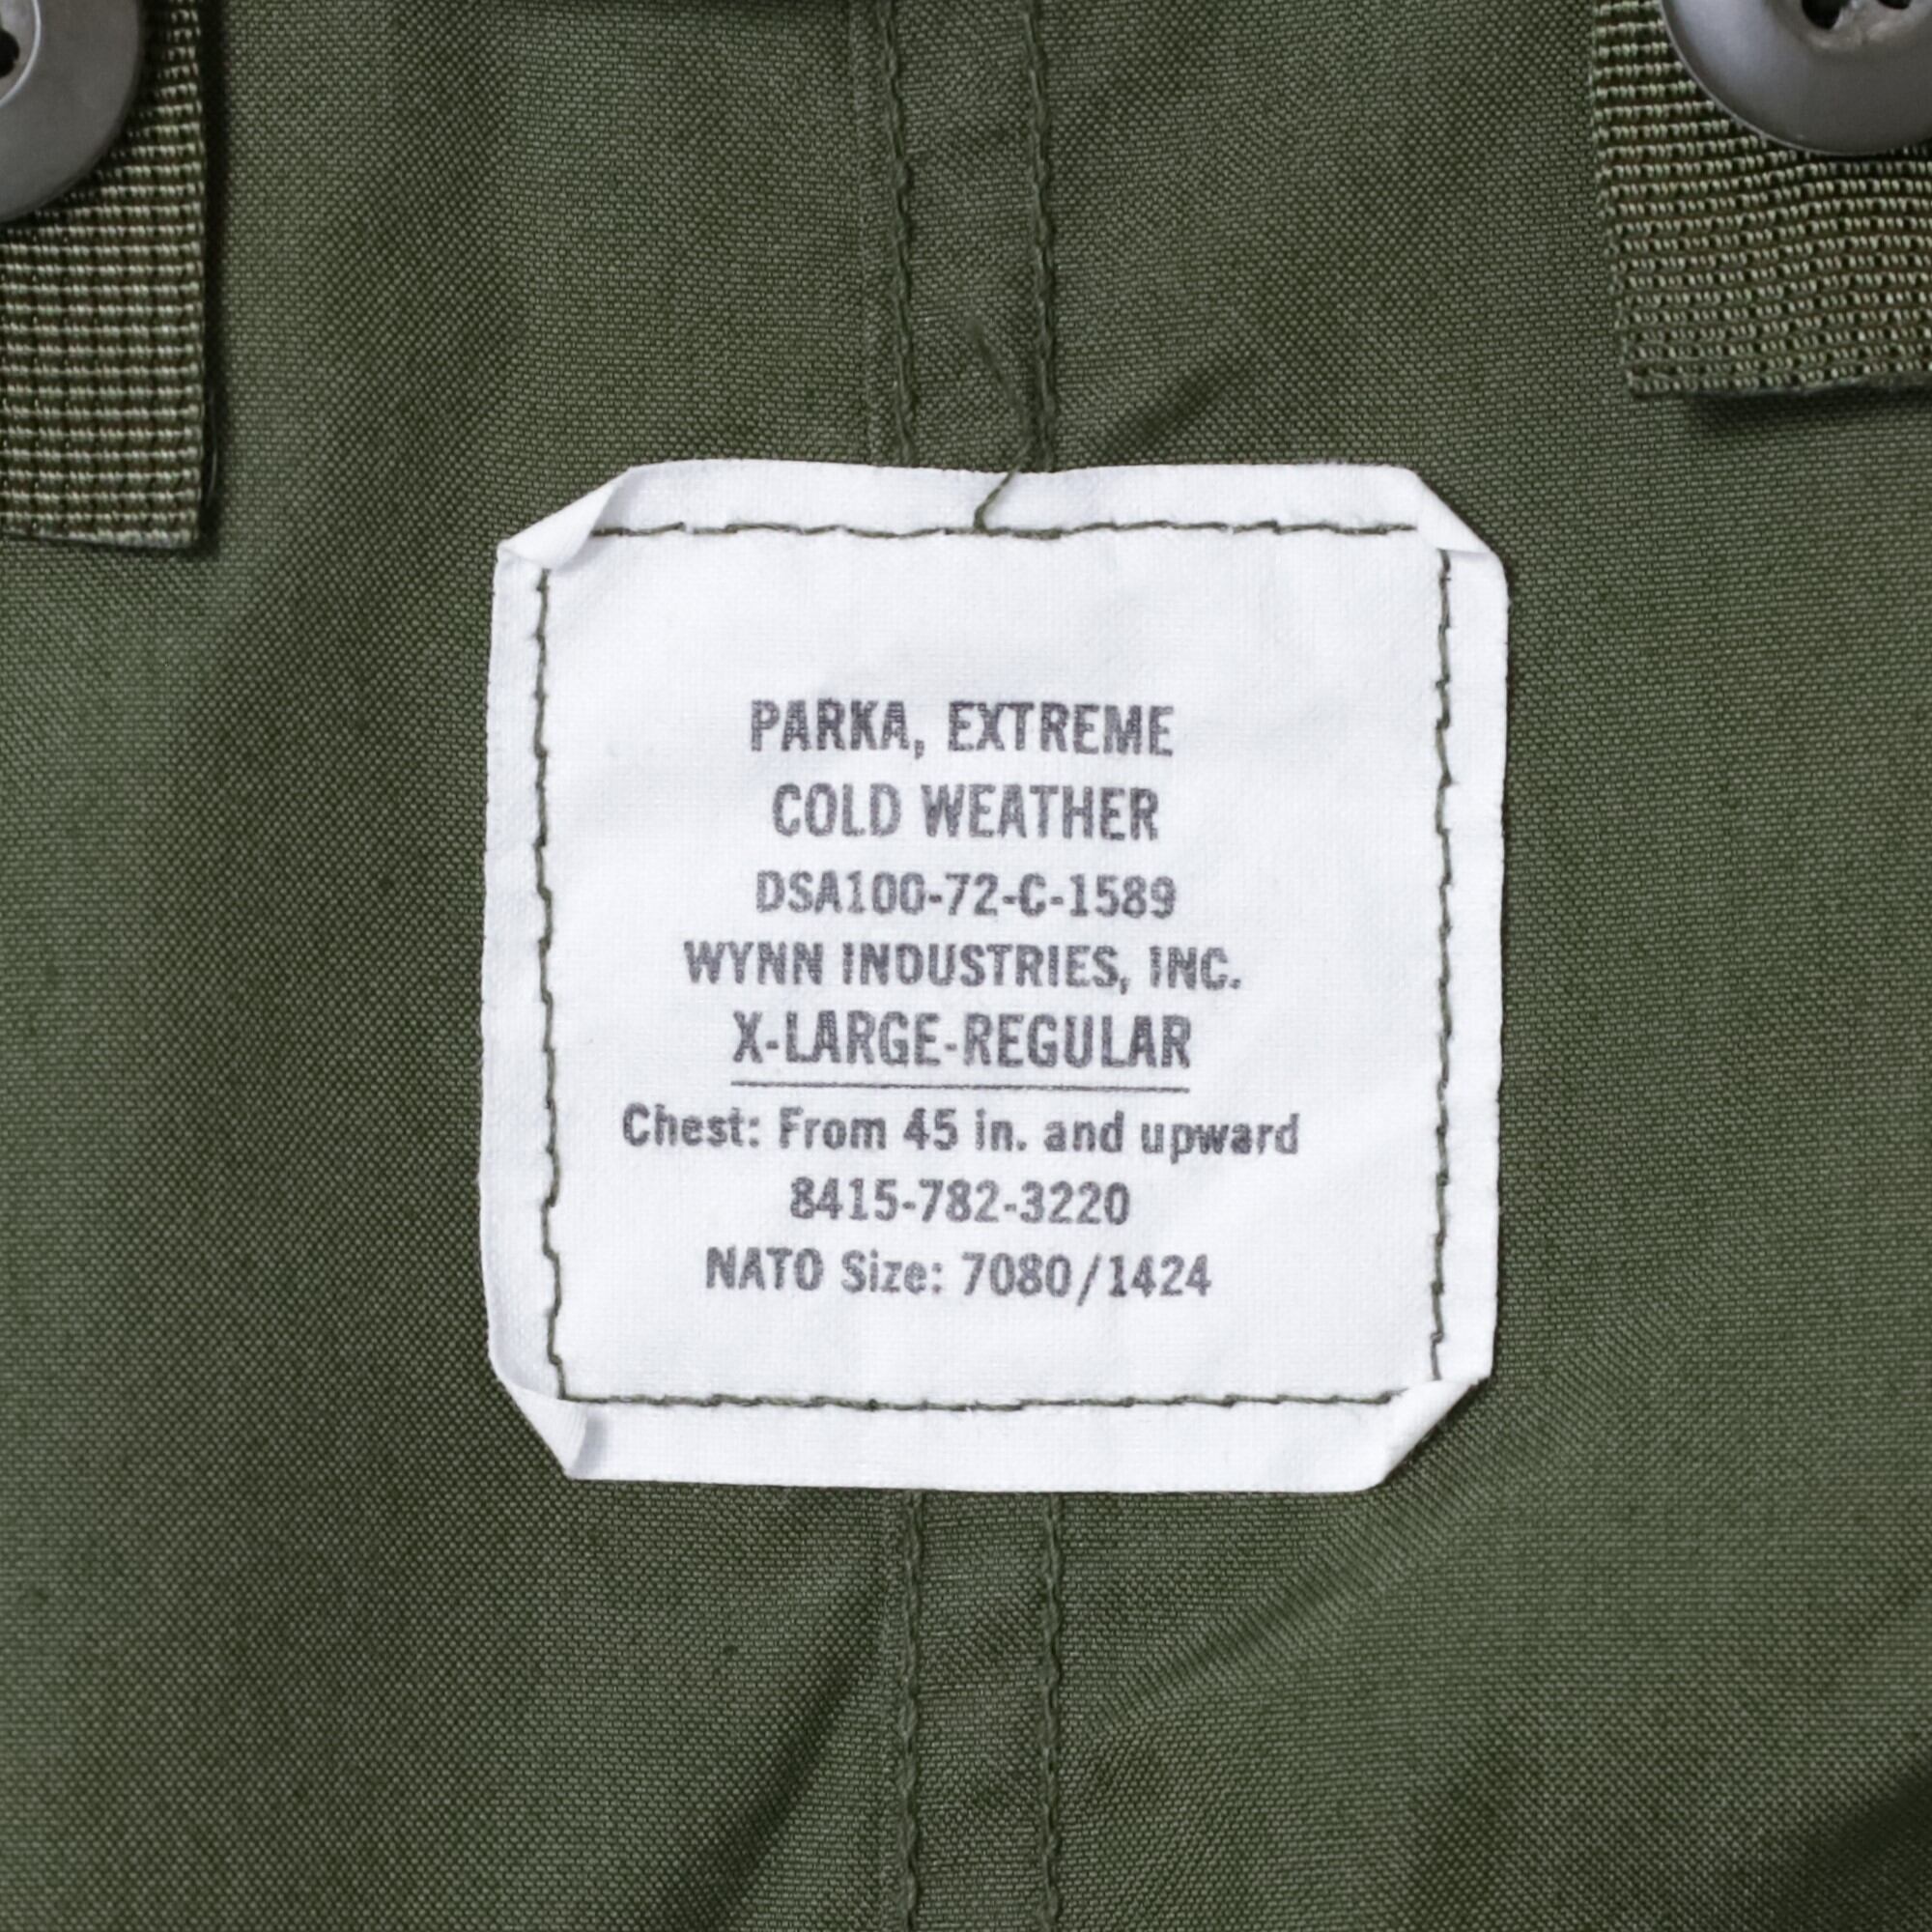 PARKA, EXTREME
COLD WEATHER
DSA100-72-C-1589
WYNN INDUSTRIES, INC.
X-LARGE-REGULAR
Chest: From 45 in. and upward
8415-782-3220
NATO Size: 7080/1424